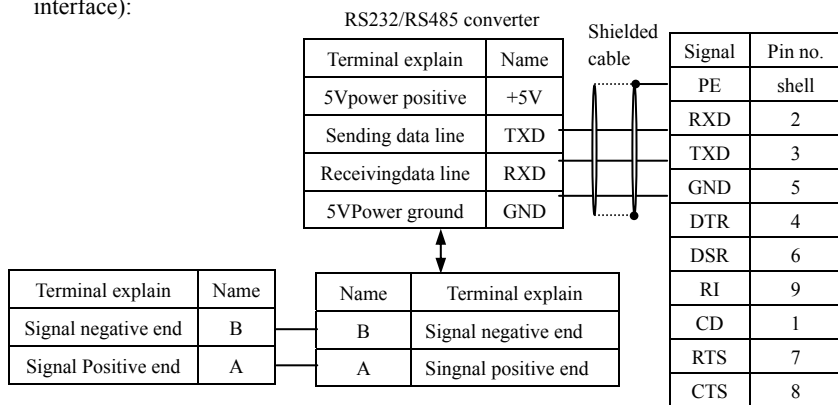 interface):
RS232/RS485 converter
Shielded
cable
Terminal explain Name
5Vpower positive +5V
Sending data line TXD
Receivingdata line RXD
5VPower ground GND
Signal Pin no.
PE shell
RXD 2
TXD 3
GND 5
DTR 4
DSR 6
RI 9
CD 1
RTS 7
CTS 8
Terminal explain Name
Signal negative end B
Signal Positive end A
Name Terminal explain
B Signal negative end
A Singnal positive end